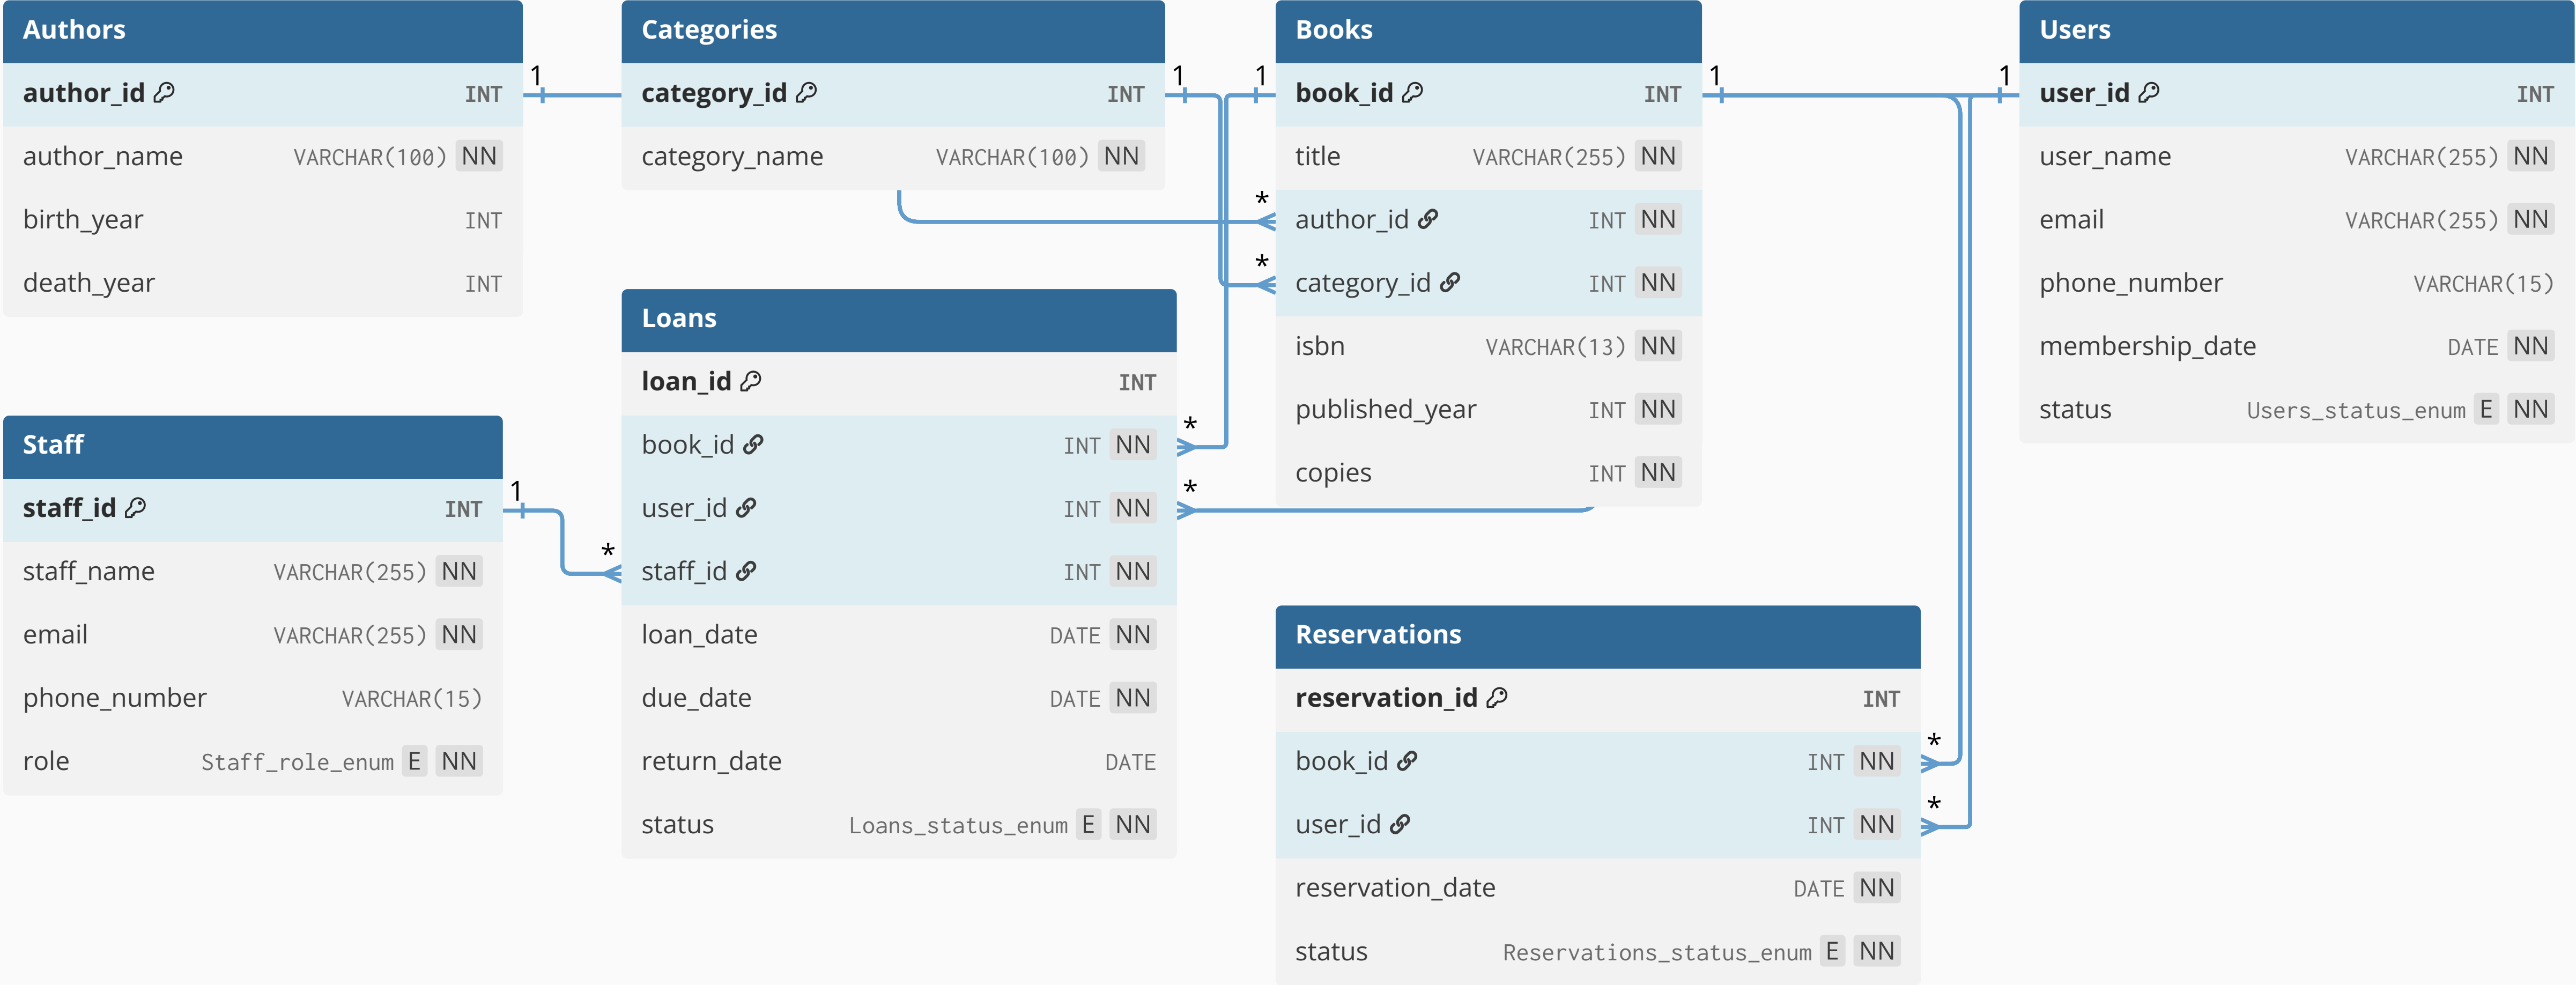 Authors
author_id INT
author_name VARCHAR(100) NN
birth_year INT
death_year INT
1
Categories
category_id INT
category_name VARCHAR(100) NN
1
1
Books
book_id INT
title VARCHAR(255) NN
* author_id INT NN
* category_id INT NN
isbn VARCHAR(13) NN
published_year INT NN
copies INT NN
1
1
Users
user_id INT
user_name VARCHAR(255) NN
email VARCHAR(255) NN
phone_number VARCHAR(15)
membership_date DATE NN
status Users_status_enum E NN
Staff
staff_id INT
staff_name VARCHAR(255) NN
email VARCHAR(255) NN
phone_number VARCHAR(15)
role Staff_role_enum E NN
1
Loans
loan_id INT
book_id INT NN *
user_id INT NN *
* staff_id INT NN
loan_date DATE NN
due_date DATE NN
return_date DATE
status Loans_status_enum E NN
Reservations
reservation_id INT
book_id INT NN *
user_id INT NN *
reservation_date DATE NN
status Reservations_status_enum E NN